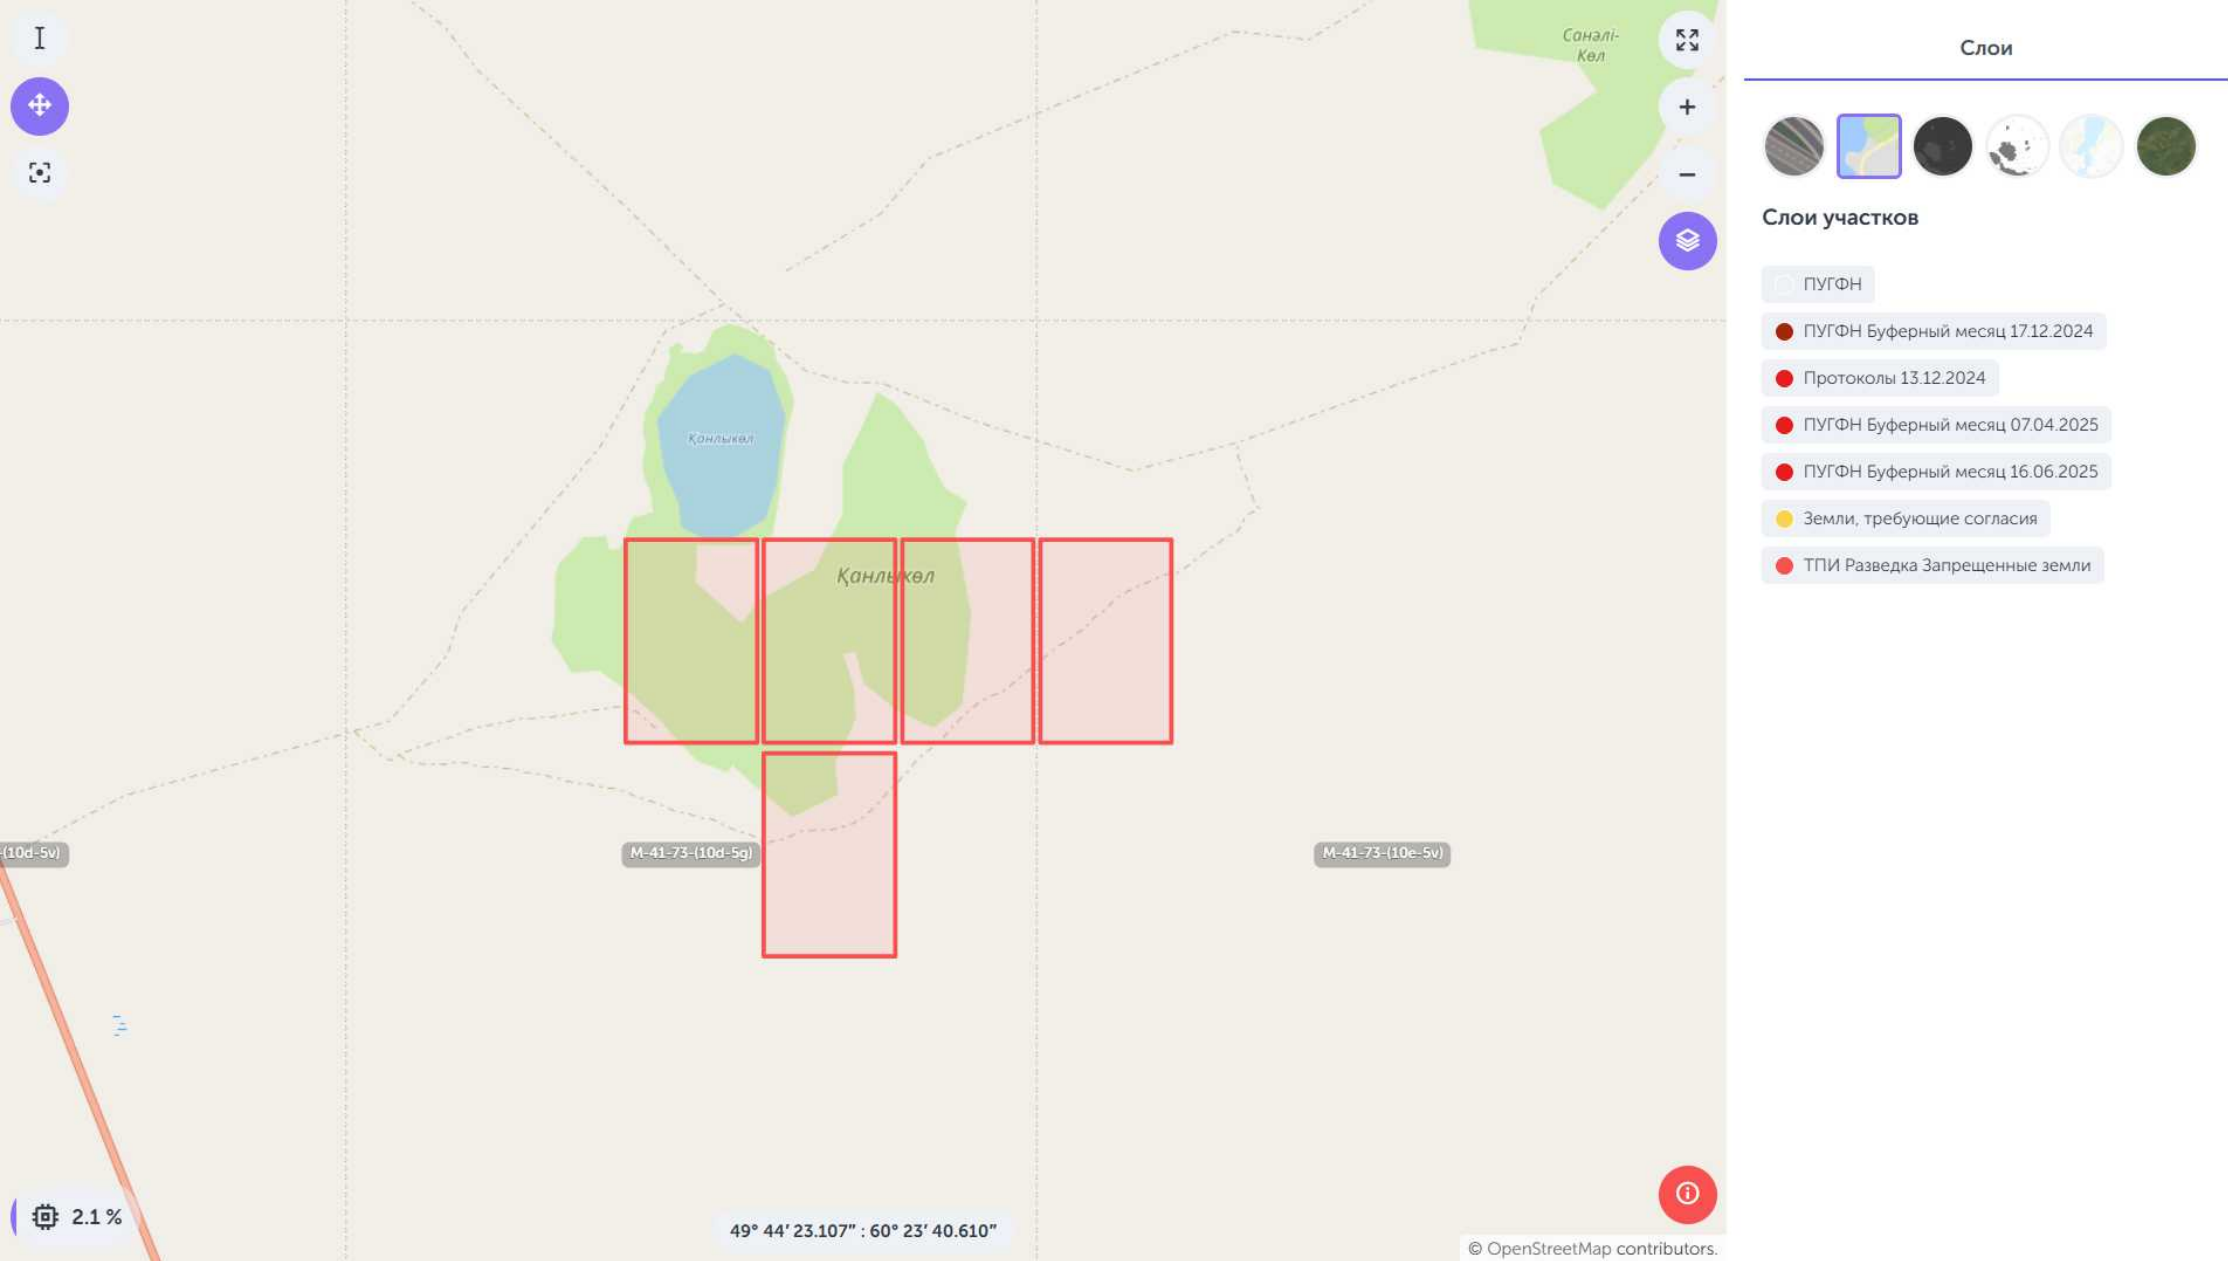 Сәнәлі-
Көл
Қанлыкөл
Қанлыкөл
-(10d-5v)
M-41-73-(10d-5g)
M-41-73-(10e-5v)
2.1 %
49° 44′ 23.107″ : 60° 23′ 40.610″
© OpenStreetMap contributors.
Слои
Слои участков
ПУГФН
ПУГФН Буферный месяц 17.12.2024
Протоколы 13.12.2024
ПУГФН Буферный месяц 07.04.2025
ПУГФН Буферный месяц 16.06.2025
Земли, требующие согласия
ТПИ Разведка Запрещенные земли